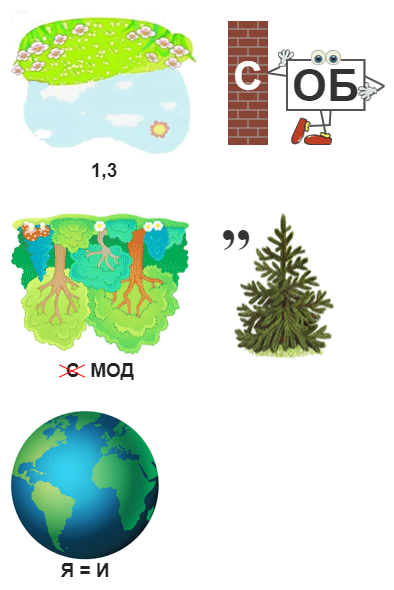 С ОБ
1,3
,,
С МОД
Я = И